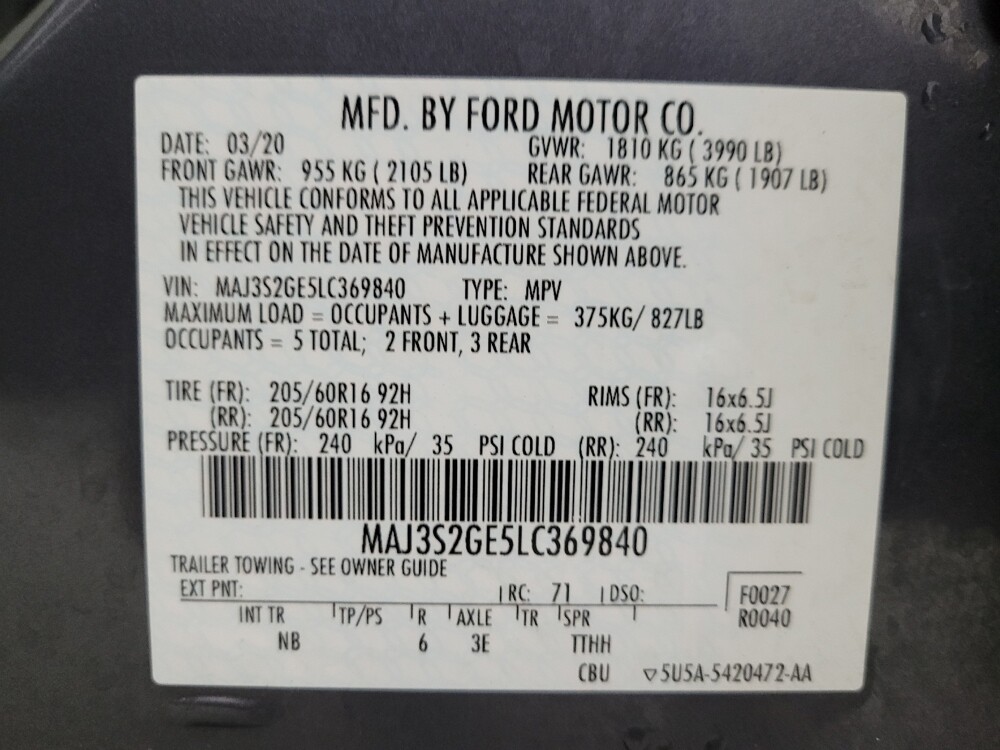 MFD. BY FORD MOTOR CO.
DATE: 03/20 GVWR: 1810 KG ( 3990 LB)
FRONT GAWR: 955 KG ( 2105 LB) REAR GAWR: 865 KG ( 1907 LB)
THIS VEHICLE CONFORMS TO ALL APPLICABLE FEDERAL MOTOR
VEHICLE SAFETY AND THEFT PREVENTION STANDARDS
IN EFFECT ON THE DATE OF MANUFACTURE SHOWN ABOVE.
VIN: MAJ3S2GE5LC369840 TYPE: MPV
MAXIMUM LOAD = OCCUPANTS + LUGGAGE = 375KG/ 827LB
OCCUPANTS = 5 TOTAL; 2 FRONT, 3 REAR
TIRE (FR): 205/60R16 92H RIMS (FR): 16x6.5J
(RR): 205/60R16 92H (RR): 16x6.5J
PRESSURE (FR): 240 kPa/ 35 PSI COLD (RR): 240 kPa/ 35 PSI COLD
MAJ3S2GE5LC369840
TRAILER TOWING - SEE OWNER GUIDE
EXT PNT: RC: 71 DSO: F0027
INT TR TP/PS R AXLE TR SPR R0040
NB 6 3E TTHH
CBU ▽5U5A-5420472-AA